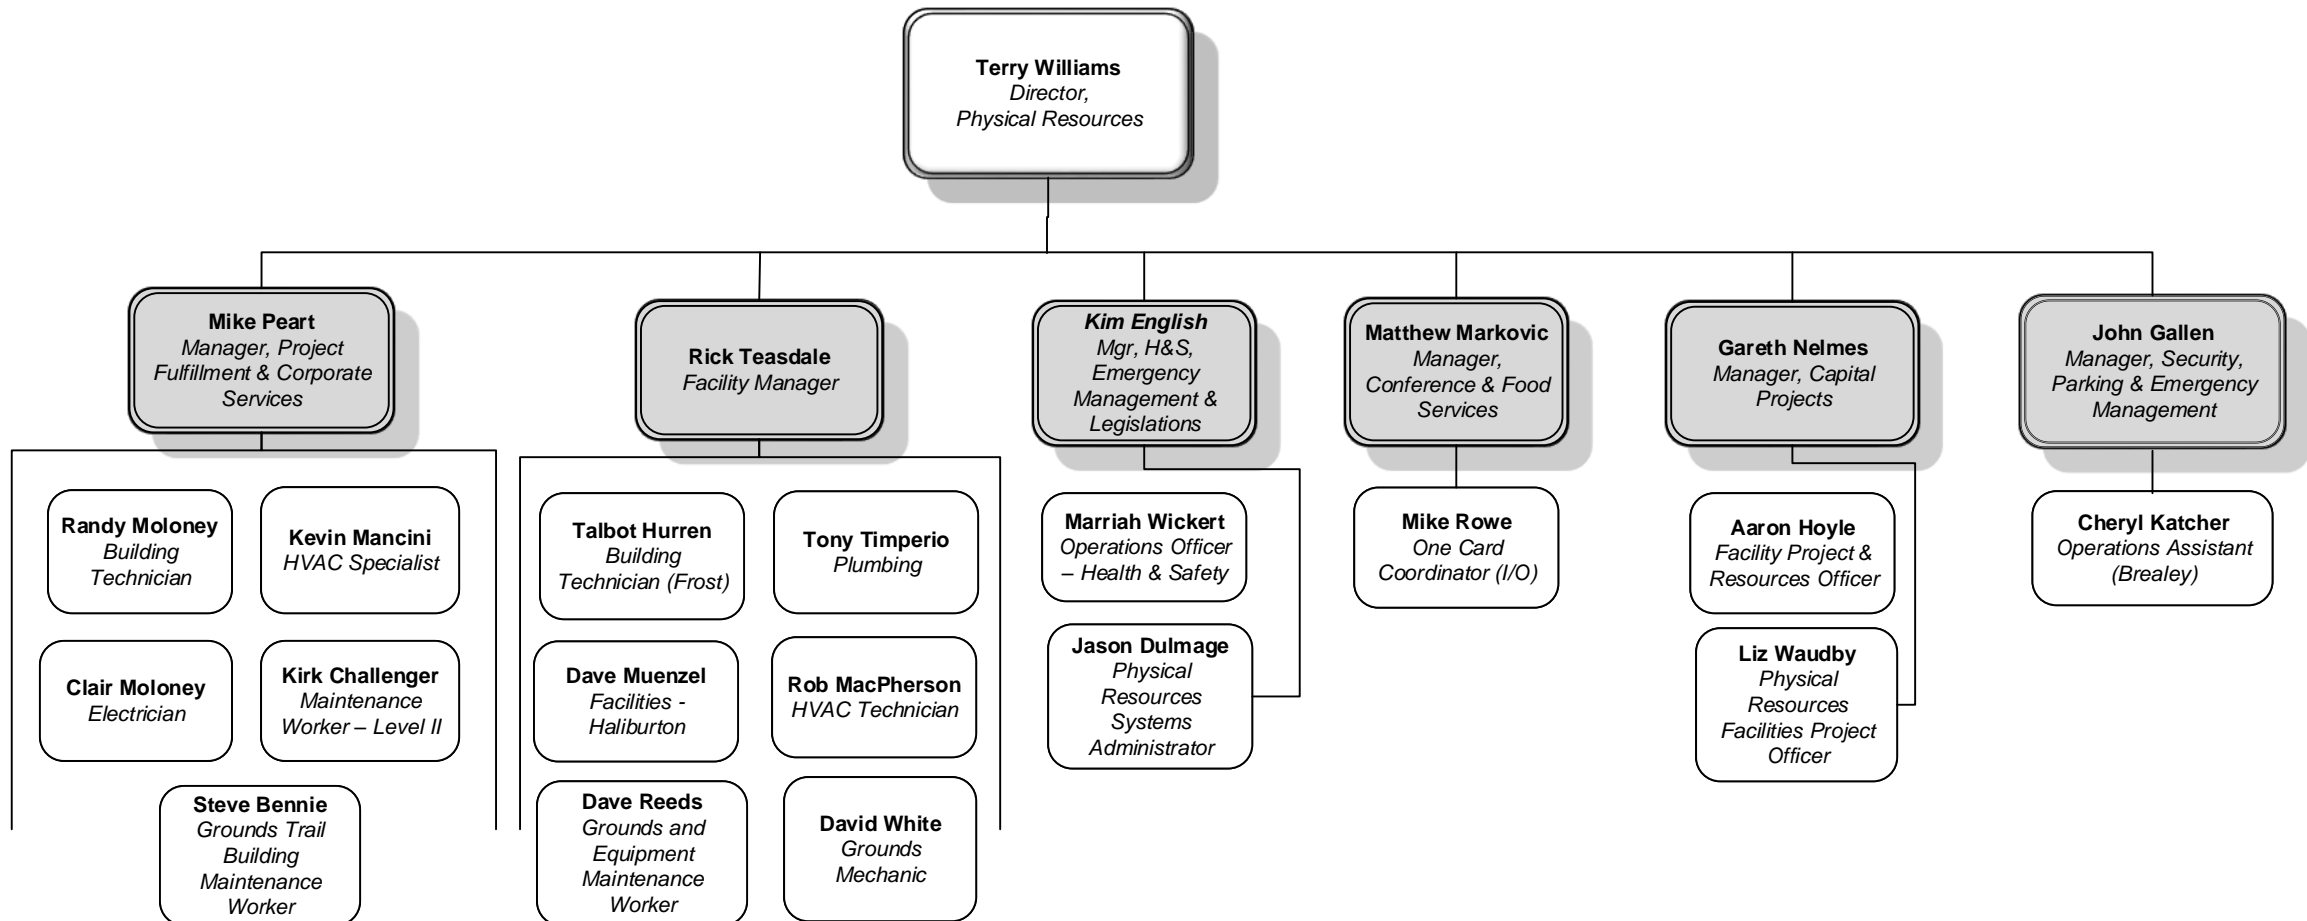 Terry Williams
Director,
Physical Resources
Mike Peart
Manager, Project
Fulfillment & Corporate
Services
Rick Teasdale
Facility Manager
Kim English
Mgr, H&S,
Emergency
Management &
Legislations
Matthew Markovic
Manager,
Conference & Food
Services
Gareth Nelmes
Manager, Capital
Projects
John Gallen
Manager, Security,
Parking & Emergency
Management
Randy Moloney
Building
Technician
Kevin Mancini
HVAC Specialist
Clair Moloney
Electrician
Kirk Challenger
Maintenance
Worker – Level II
Steve Bennie
Grounds Trail
Building
Maintenance
Worker
Talbot Hurren
Building
Technician (Frost)
Tony Timperio
Plumbing
Dave Muenzel
Facilities -
Haliburton
Rob MacPherson
HVAC Technician
Dave Reeds
Grounds and
Equipment
Maintenance
Worker
David White
Grounds
Mechanic
Marriah Wickert
Operations Officer
– Health & Safety
Jason Dulmage
Physical
Resources
Systems
Administrator
Mike Rowe
One Card
Coordinator (I/O)
Aaron Hoyle
Facility Project &
Resources Officer
Liz Waudby
Physical
Resources
Facilities Project
Officer
Cheryl Katcher
Operations Assistant
(Brealey)